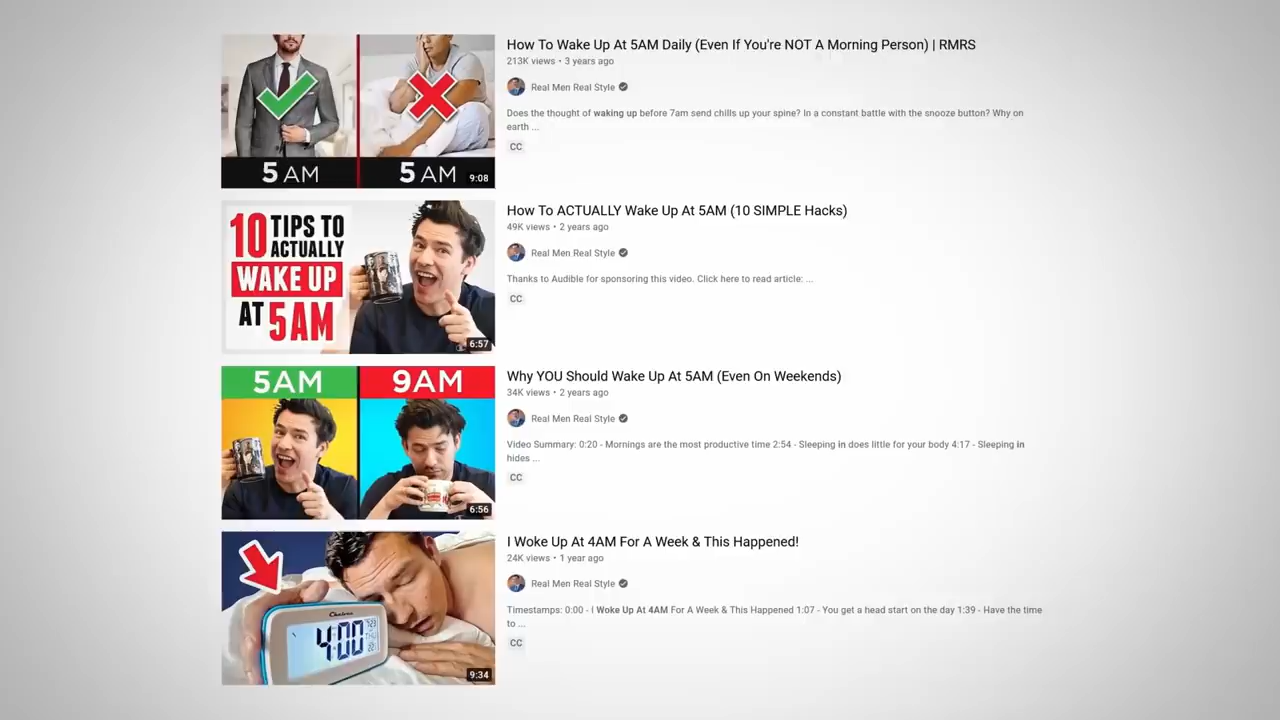 5 AM
5 AM
9:08
How To Wake Up At 5AM Daily (Even If You're NOT A Morning Person) | RMRS
213K views • 3 years ago
Real Men Real Style
Does the thought of waking up before 7am send chills up your spine? In a constant battle with the snooze button? Why on
earth ...
CC
10 TIPS TO
ACTUALLY
WAKE UP
AT 5AM
6:57
How To ACTUALLY Wake Up At 5AM (10 SIMPLE Hacks)
49K views • 2 years ago
Real Men Real Style
Thanks to Audible for sponsoring this video. Click here to read article: ...
CC
5AM
9AM
6:56
Why YOU Should Wake Up At 5AM (Even On Weekends)
34K views • 2 years ago
Real Men Real Style
Video Summary: 0:20 - Mornings are the most productive time 2:54 - Sleeping in does little for your body 4:17 - Sleeping in
hides ...
CC
4:00
9:34
I Woke Up At 4AM For A Week & This Happened!
24K views • 1 year ago
Real Men Real Style
Timestamps: 0:00 - I Woke Up At 4AM For A Week & This Happened 1:07 - You get a head start on the day 1:39 - Have the time
to ...
CC